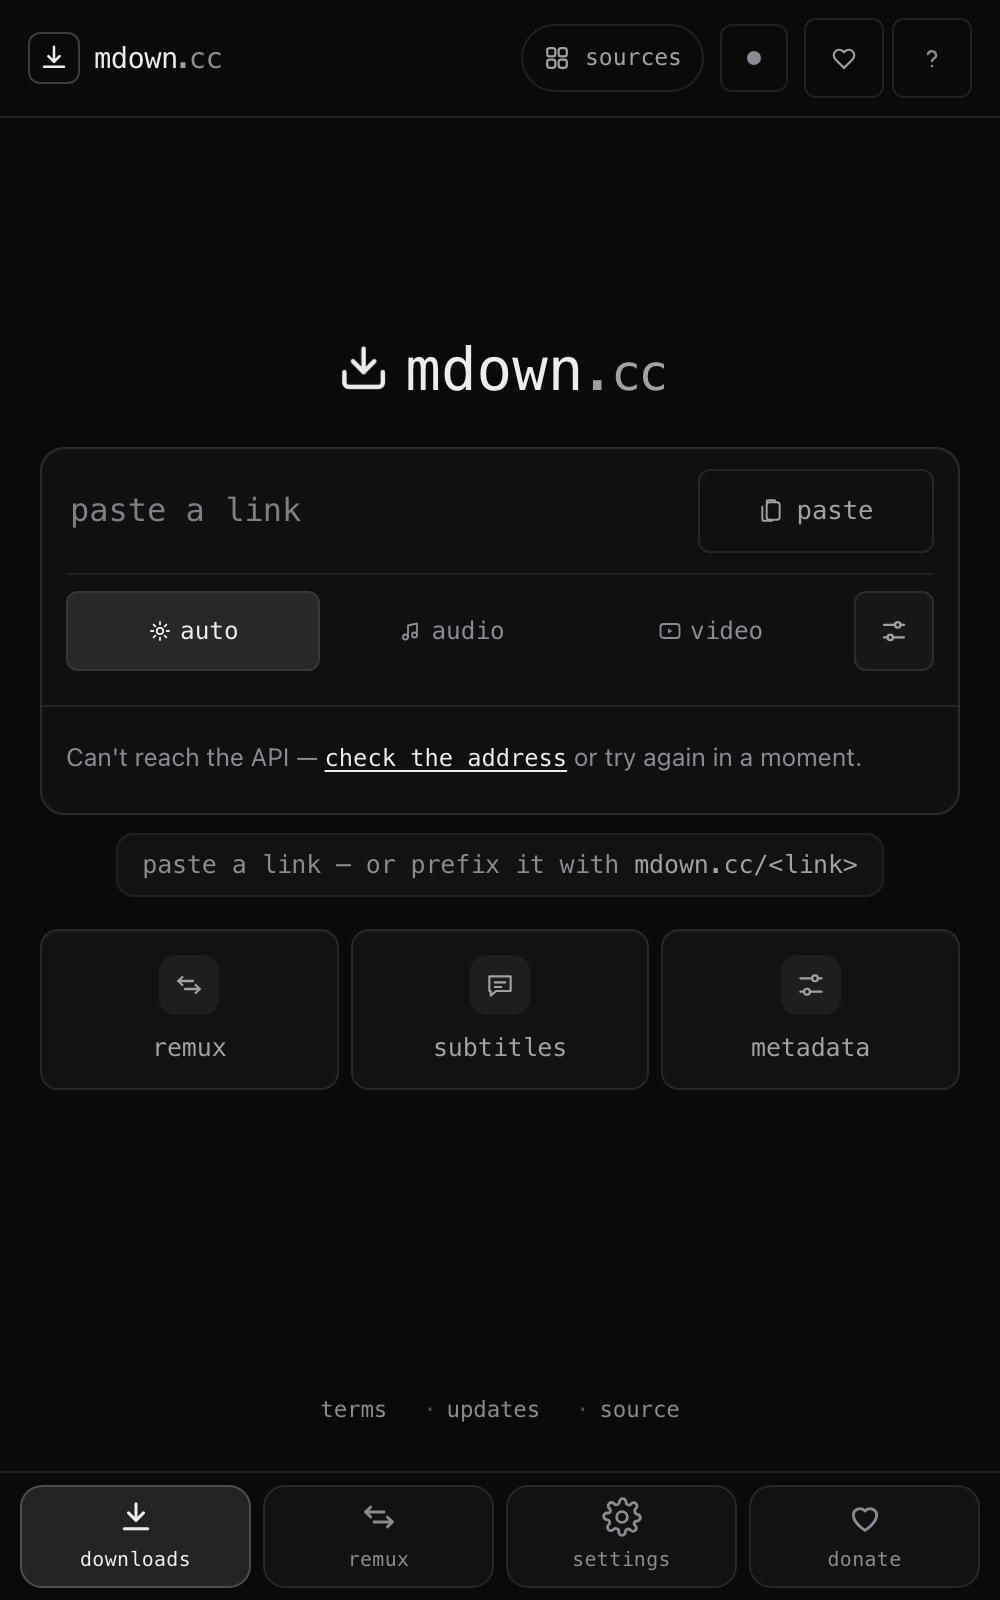 mdown.cc
sources
?
mdown.cc
paste a link
paste
auto
audio
video
Can't reach the API — check the address or try again in a moment.
paste a link — or prefix it with mdown.cc/<link>
remux
subtitles
metadata
terms · updates · source
downloads
remux
settings
donate